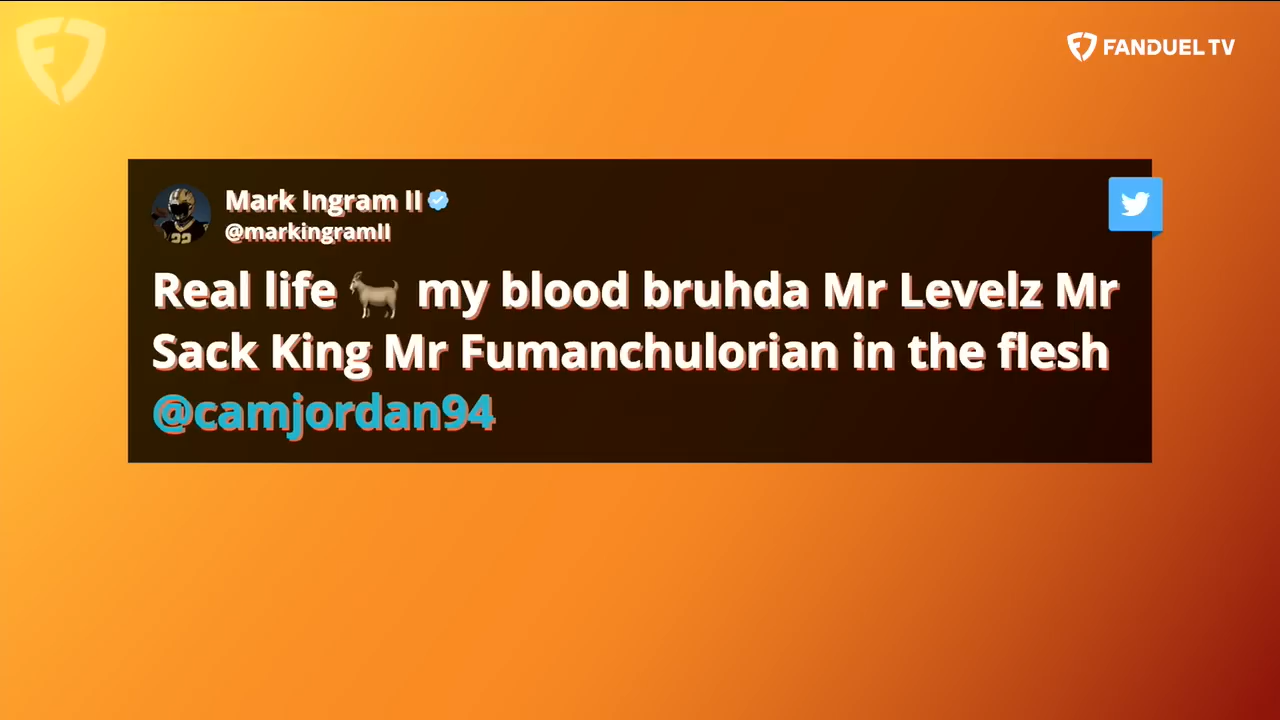 FANDUEL TV
Mark Ingram II
@markingramII
22
Real life 🐐 my blood bruhda Mr Levelz Mr
Sack King Mr Fumanchulorian in the flesh
@camjordan94